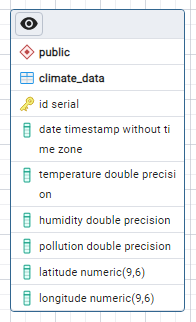 public
climate_data
id serial
date timestamp without ti
me zone
temperature double precisi
on
humidity double precision
pollution double precision
latitude numeric(9,6)
longitude numeric(9,6)